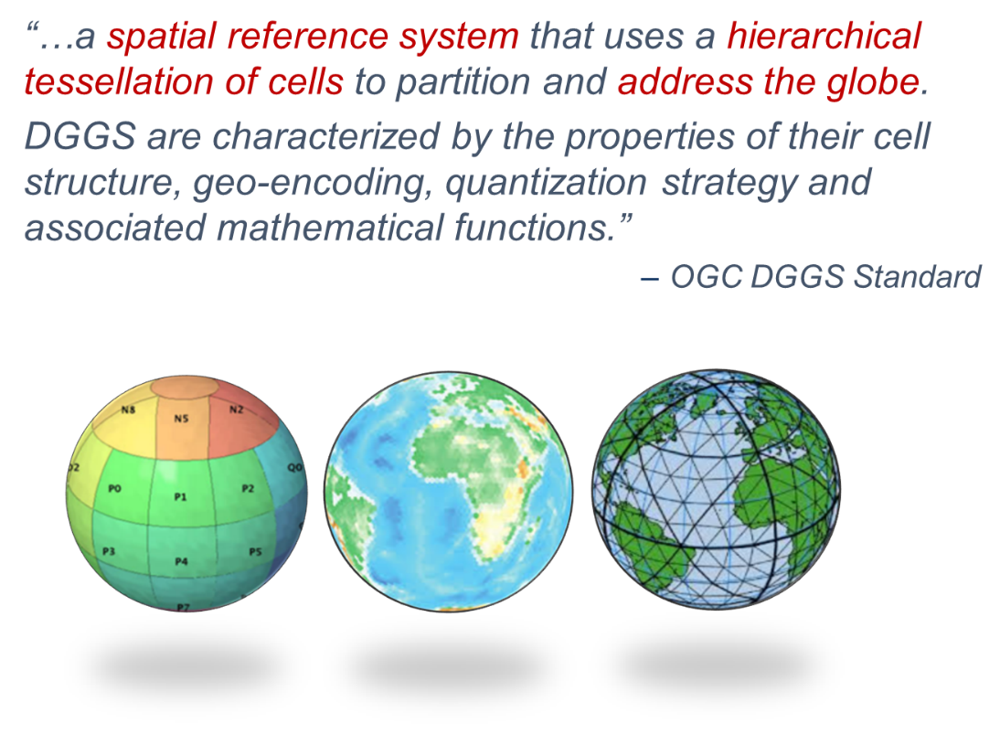 “…a spatial reference system that uses a hierarchical
tessellation of cells to partition and address the globe.
DGGS are characterized by the properties of their cell
structure, geo-encoding, quantization strategy and
associated mathematical functions.”
– OGC DGGS Standard
N8 N5 N2
P0 P1 P2 Q0
P3 P4 P5
P7